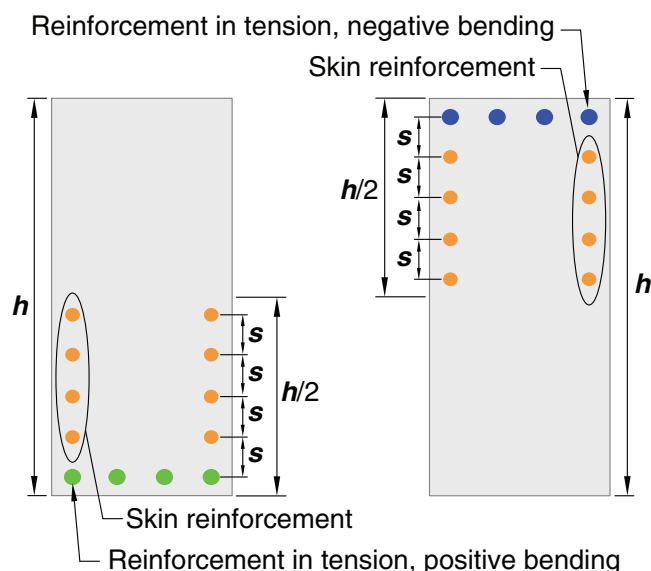 Reinforcement in tension, negative bending
Skin reinforcement
h
s
s
s
s
h/2
Skin reinforcement
Reinforcement in tension, positive bending
h/2
s
s
s
s
h